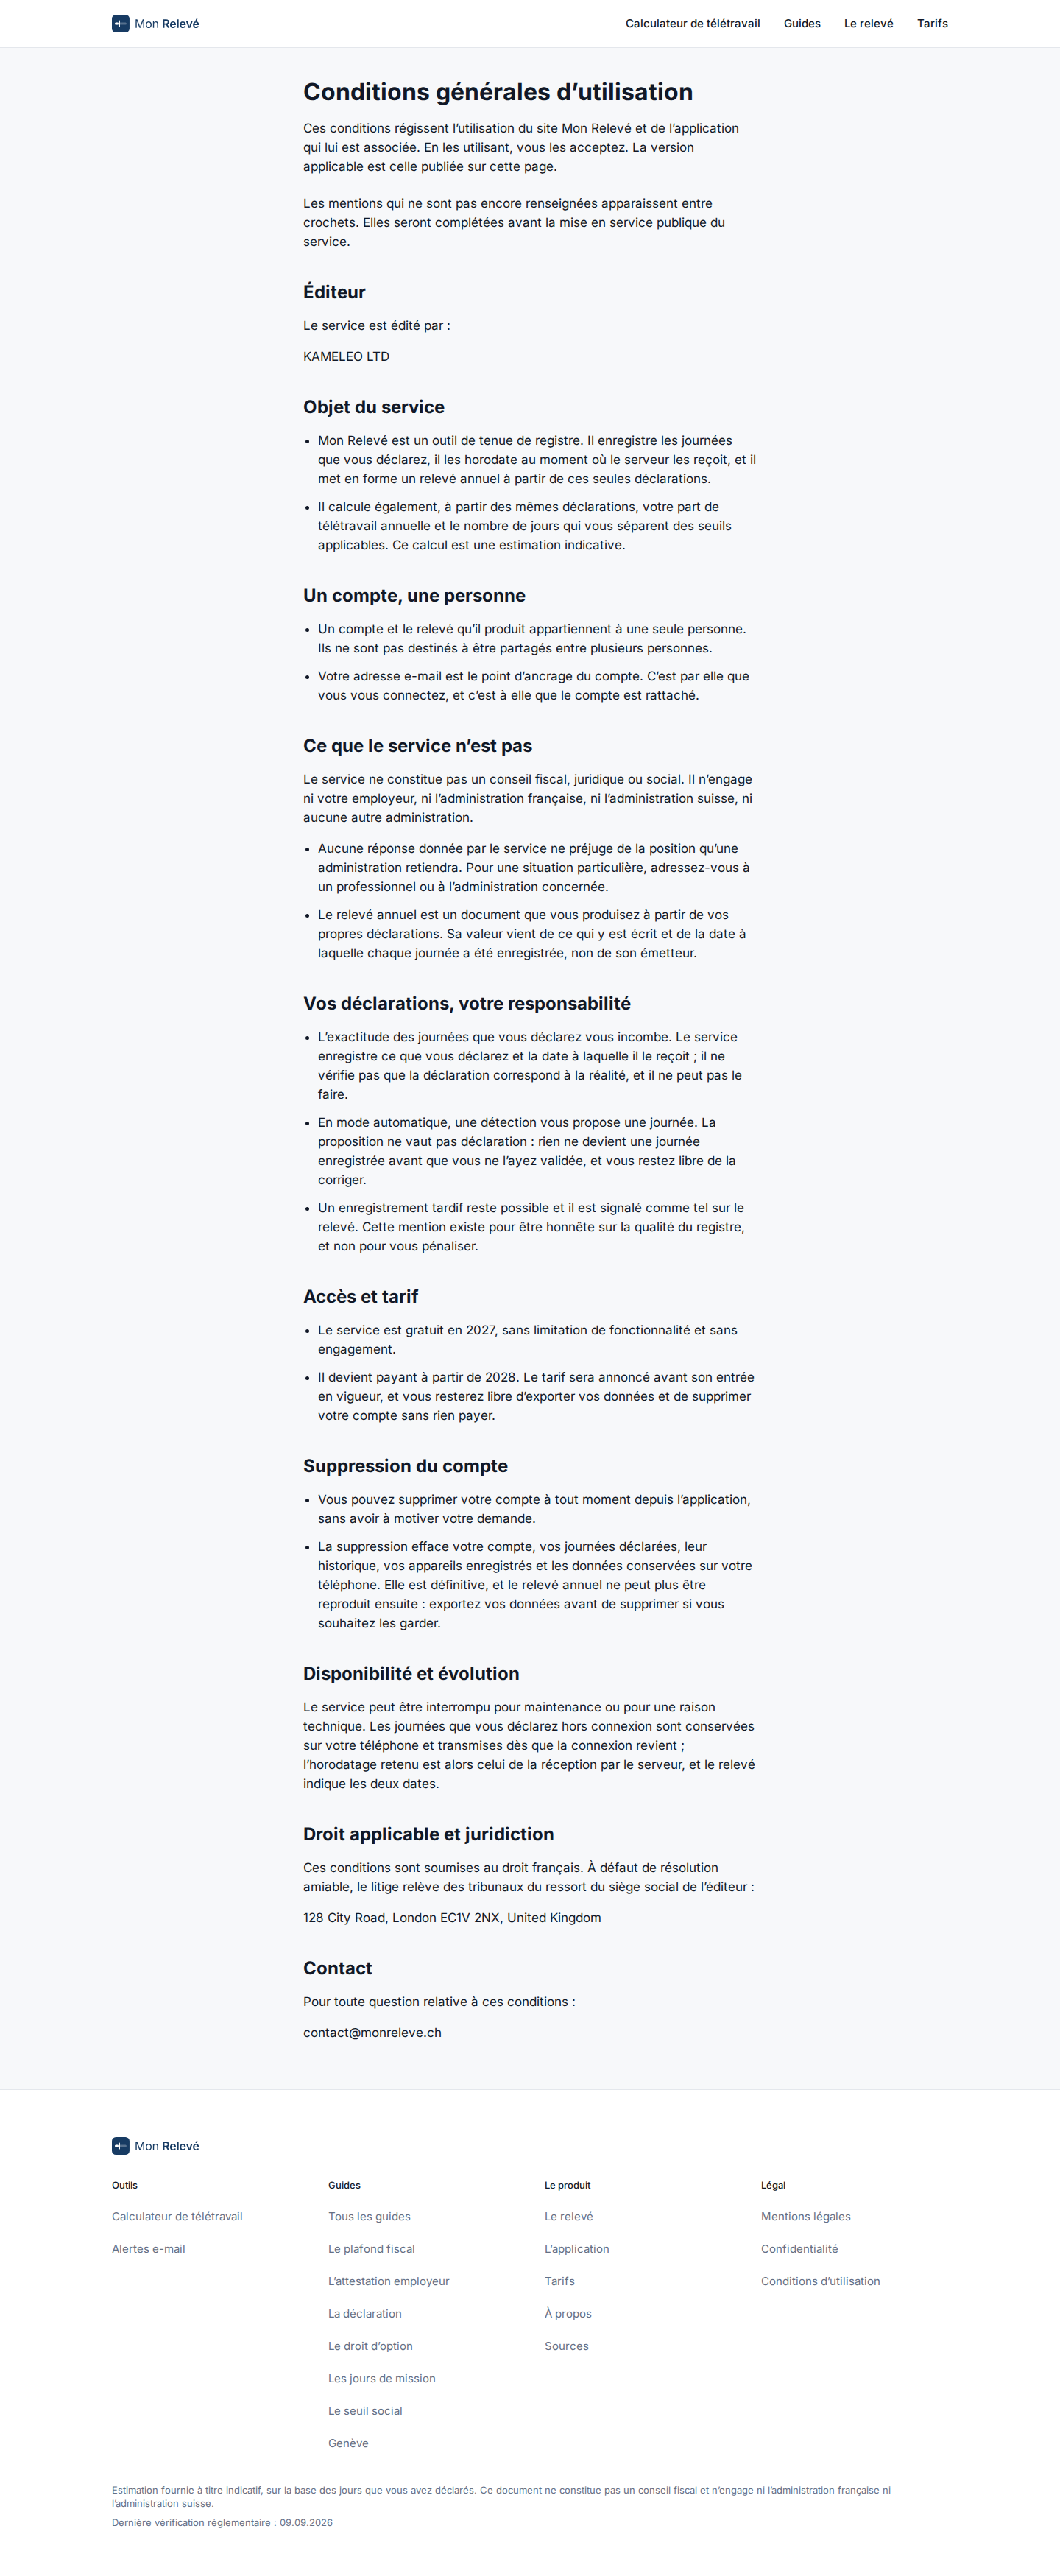 Mon Relevé
Calculateur de télétravail
Guides
Le relevé
Tarifs
Conditions générales d’utilisation
Ces conditions régissent l’utilisation du site Mon Relevé et de l’application
qui lui est associée. En les utilisant, vous les acceptez. La version
applicable est celle publiée sur cette page.
Les mentions qui ne sont pas encore renseignées apparaissent entre
crochets. Elles seront complétées avant la mise en service publique du
service.
Éditeur
Le service est édité par :
KAMELEO LTD
Objet du service
• Mon Relevé est un outil de tenue de registre. Il enregistre les journées
que vous déclarez, il les horodate au moment où le serveur les reçoit, et il
met en forme un relevé annuel à partir de ces seules déclarations.
• Il calcule également, à partir des mêmes déclarations, votre part de
télétravail annuelle et le nombre de jours qui vous séparent des seuils
applicables. Ce calcul est une estimation indicative.
Un compte, une personne
• Un compte et le relevé qu’il produit appartiennent à une seule personne.
Ils ne sont pas destinés à être partagés entre plusieurs personnes.
• Votre adresse e-mail est le point d’ancrage du compte. C’est par elle que
vous vous connectez, et c’est à elle que le compte est rattaché.
Ce que le service n’est pas
Le service ne constitue pas un conseil fiscal, juridique ou social. Il n’engage
ni votre employeur, ni l’administration française, ni l’administration suisse, ni
aucune autre administration.
• Aucune réponse donnée par le service ne préjuge de la position qu’une
administration retiendra. Pour une situation particulière, adressez-vous à
un professionnel ou à l’administration concernée.
• Le relevé annuel est un document que vous produisez à partir de vos
propres déclarations. Sa valeur vient de ce qui y est écrit et de la date à
laquelle chaque journée a été enregistrée, non de son émetteur.
Vos déclarations, votre responsabilité
• L’exactitude des journées que vous déclarez vous incombe. Le service
enregistre ce que vous déclarez et la date à laquelle il le reçoit ; il ne
vérifie pas que la déclaration correspond à la réalité, et il ne peut pas le
faire.
• En mode automatique, une détection vous propose une journée. La
proposition ne vaut pas déclaration : rien ne devient une journée
enregistrée avant que vous ne l’ayez validée, et vous restez libre de la
corriger.
• Un enregistrement tardif reste possible et il est signalé comme tel sur le
relevé. Cette mention existe pour être honnête sur la qualité du registre,
et non pour vous pénaliser.
Accès et tarif
• Le service est gratuit en 2027, sans limitation de fonctionnalité et sans
engagement.
• Il devient payant à partir de 2028. Le tarif sera annoncé avant son entrée
en vigueur, et vous resterez libre d’exporter vos données et de supprimer
votre compte sans rien payer.
Suppression du compte
• Vous pouvez supprimer votre compte à tout moment depuis l’application,
sans avoir à motiver votre demande.
• La suppression efface votre compte, vos journées déclarées, leur
historique, vos appareils enregistrés et les données conservées sur votre
téléphone. Elle est définitive, et le relevé annuel ne peut plus être
reproduit ensuite : exportez vos données avant de supprimer si vous
souhaitez les garder.
Disponibilité et évolution
Le service peut être interrompu pour maintenance ou pour une raison
technique. Les journées que vous déclarez hors connexion sont conservées
sur votre téléphone et transmises dès que la connexion revient ;
l’horodatage retenu est alors celui de la réception par le serveur, et le relevé
indique les deux dates.
Droit applicable et juridiction
Ces conditions sont soumises au droit français. À défaut de résolution
amiable, le litige relève des tribunaux du ressort du siège social de l’éditeur :
128 City Road, London EC1V 2NX, United Kingdom
Contact
Pour toute question relative à ces conditions :
contact@monreleve.ch
Mon Relevé
Outils
Calculateur de télétravail
Alertes e-mail
Guides
Tous les guides
Le plafond fiscal
L’attestation employeur
La déclaration
Le droit d’option
Les jours de mission
Le seuil social
Genève
Le produit
Le relevé
L’application
Tarifs
À propos
Sources
Légal
Mentions légales
Confidentialité
Conditions d’utilisation
Estimation fournie à titre indicatif, sur la base des jours que vous avez déclarés. Ce document ne constitue pas un conseil fiscal et n’engage ni l’administration française ni
l’administration suisse.
Dernière vérification réglementaire : 09.09.2026